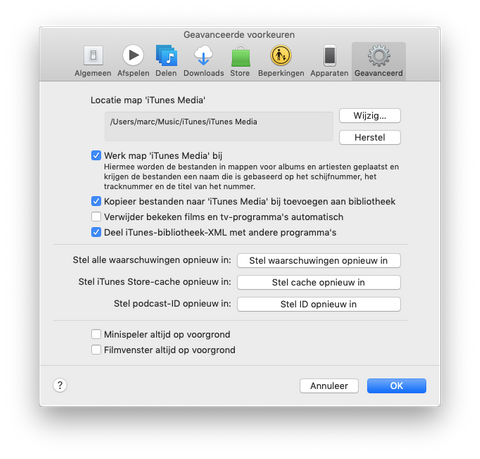 Geavanceerde voorkeuren
Algemeen Afspelen Delen Downloads Store Beperkingen Apparaten Geavanceerd
Locatie map 'iTunes Media'
/Users/marc/Music/iTunes/iTunes Media
Wijzig...
Herstel
Werk map 'iTunes Media' bij
Hiermee worden de bestanden in mappen voor albums en artiesten geplaatst en
krijgen de bestanden een naam die is gebaseerd op het schijfnummer, het
tracknummer en de titel van het nummer.
Kopieer bestanden naar 'iTunes Media' bij toevoegen aan bibliotheek
Verwijder bekeken films en tv-programma's automatisch
Deel iTunes-bibliotheek-XML met andere programma's
Stel alle waarschuwingen opnieuw in: Stel waarschuwingen opnieuw in
Stel iTunes Store-cache opnieuw in: Stel cache opnieuw in
Stel podcast-ID opnieuw in: Stel ID opnieuw in
Minispeler altijd op voorgrond
Filmvenster altijd op voorgrond
? Annuleer OK